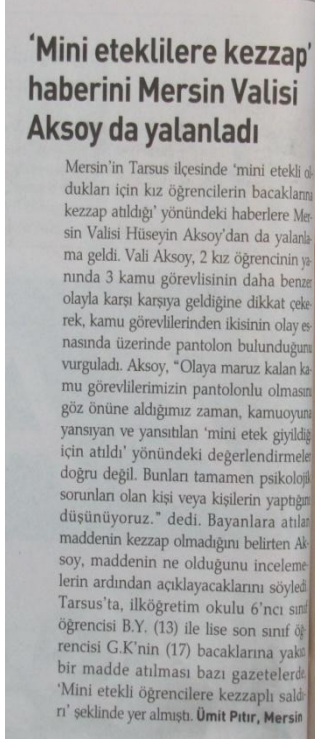 'Mini eteklilere kezzap'
haberini Mersin Valisi
Aksoy da yalanladı
Mersin'in Tarsus ilçesinde 'mini etekli ol-
dukları için kız öğrencilerin bacaklarına
kezzap atıldığı' yönündeki haberlere Mer-
sin Valisi Hüseyin Aksoy'dan da yalanla-
ma geldi. Vali Aksoy, 2 kız öğrencinin ya-
nında 3 kamu görevlisinin daha benzer
olayla karşı karşıya geldiğine dikkat çeke-
rek, kamu görevlilerinden ikisinin olay es-
nasında üzerinde pantolon bulunduğunu
vurguladı. Aksoy, "Olaya maruz kalan ka-
mu görevlilerimizin pantolonlu olmasını
göz önüne aldığımız zaman, kamuoyuna
yansıyan ve yansıtılan 'mini etek giyildiği
için atıldı' yönündeki değerlendirmeler
doğru değil. Bunları tamamen psikolojik
sorunları olan kişi veya kişilerin yaptığını
düşünüyoruz." dedi. Bayanlara atılan
maddenin kezzap olmadığını belirten Ak-
soy, maddenin ne olduğunu inceleme-
lerin ardından açıklayacaklarını söyledi.
Tarsus'ta, ilköğretim okulu 6'ncı sınıf
öğrencisi B.Y. (13) ile lise son sınıf öğ-
rencisi G.K'nin (17) bacaklarına yakıcı
bir madde atılması bazı gazetelerde
'Mini etekli öğrencilere kezzaplı saldı-
rı' şeklinde yer almıştı. Ümit Pıtır, Mersin